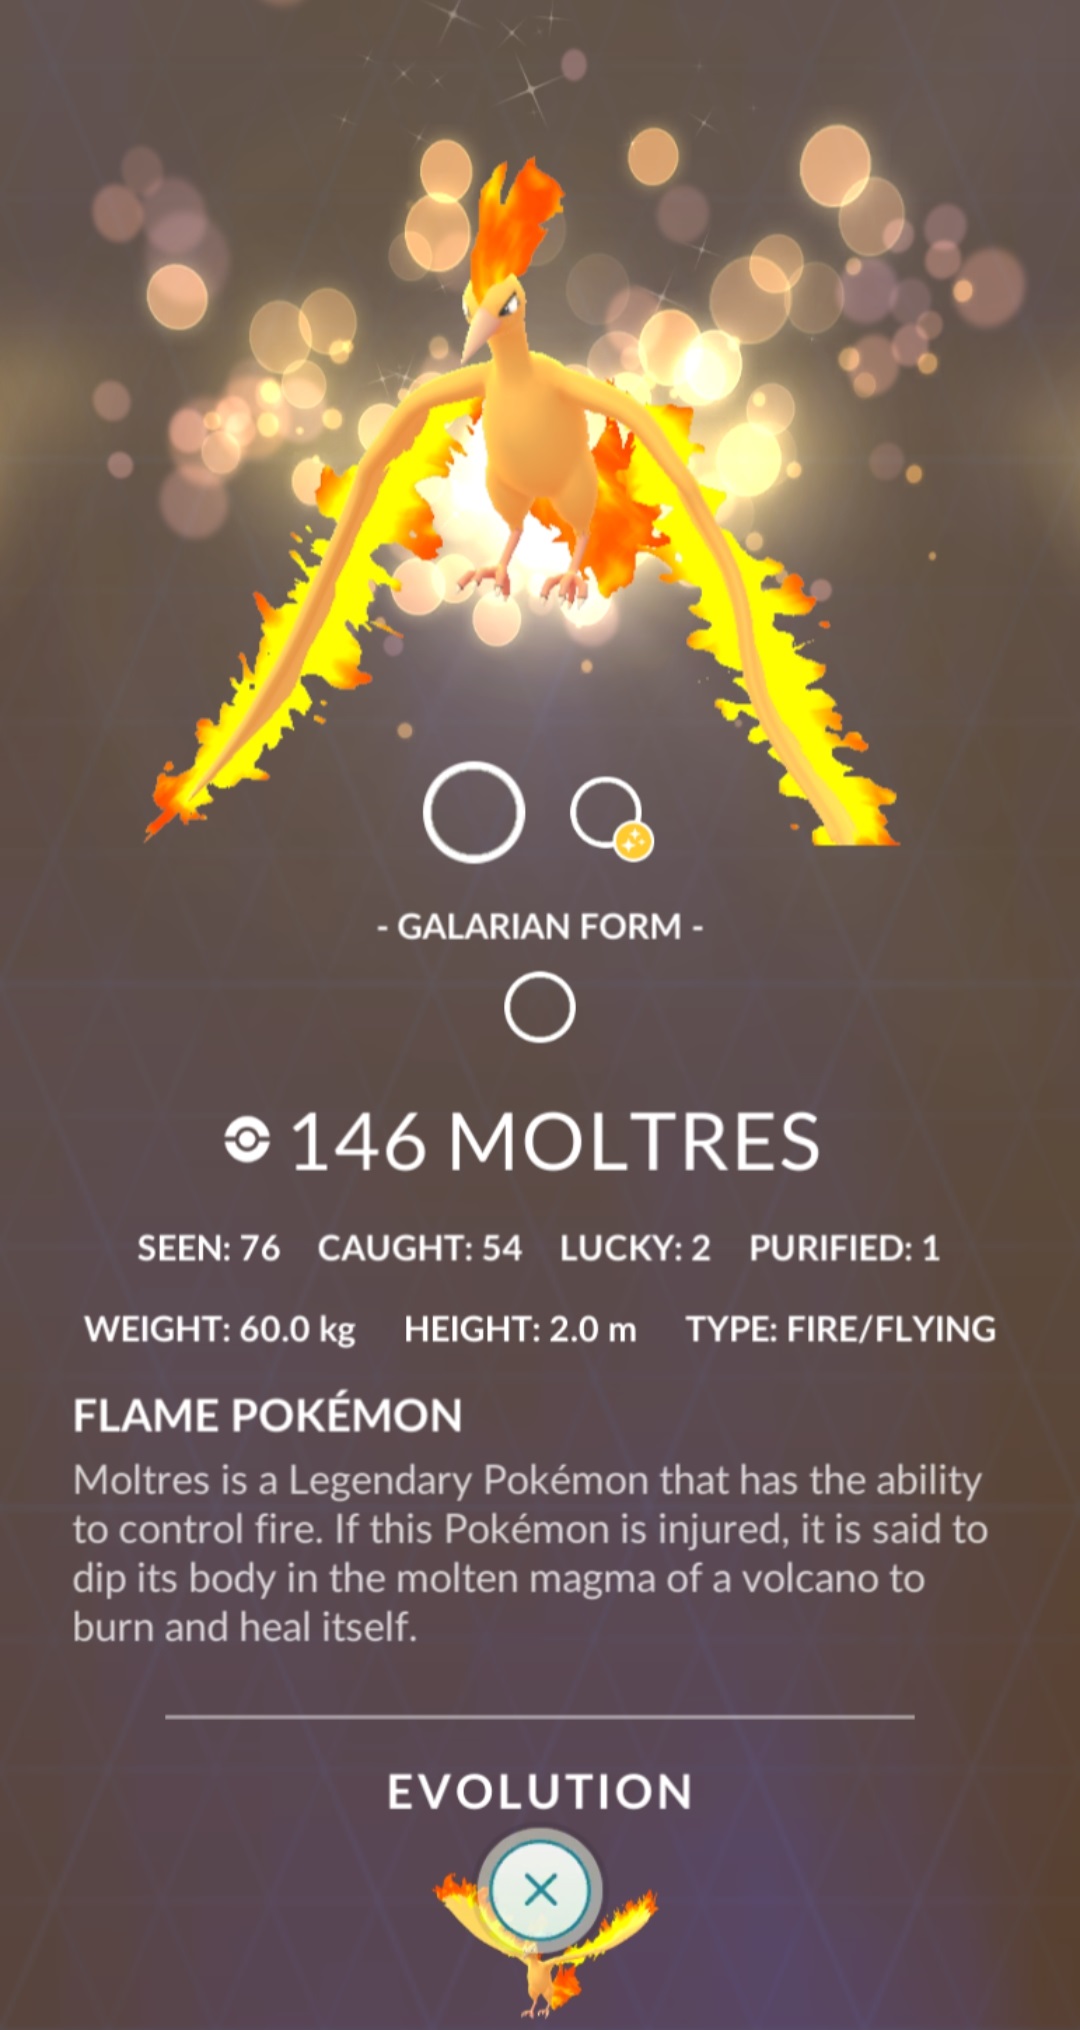 - GALARIAN FORM -
146 MOLTRES
SEEN: 76 CAUGHT: 54 LUCKY: 2 PURIFIED: 1
WEIGHT: 60.0 kg HEIGHT: 2.0 m TYPE: FIRE/FLYING
FLAME POKÉMON
Moltres is a Legendary Pokémon that has the ability
to control fire. If this Pokémon is injured, it is said to
dip its body in the molten magma of a volcano to
burn and heal itself.
EVOLUTION